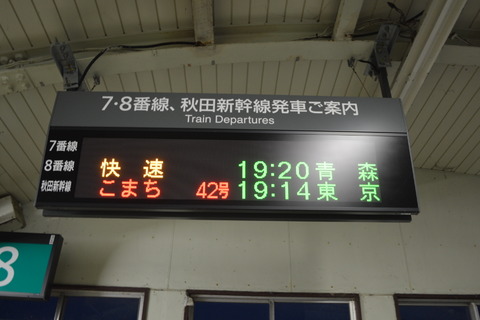 7・8番線、秋田新幹線発車ご案内
Train Departures
7番線
8番線 快速 19:20 青森
秋田新幹線 こまち 42号 19:14 東京
8